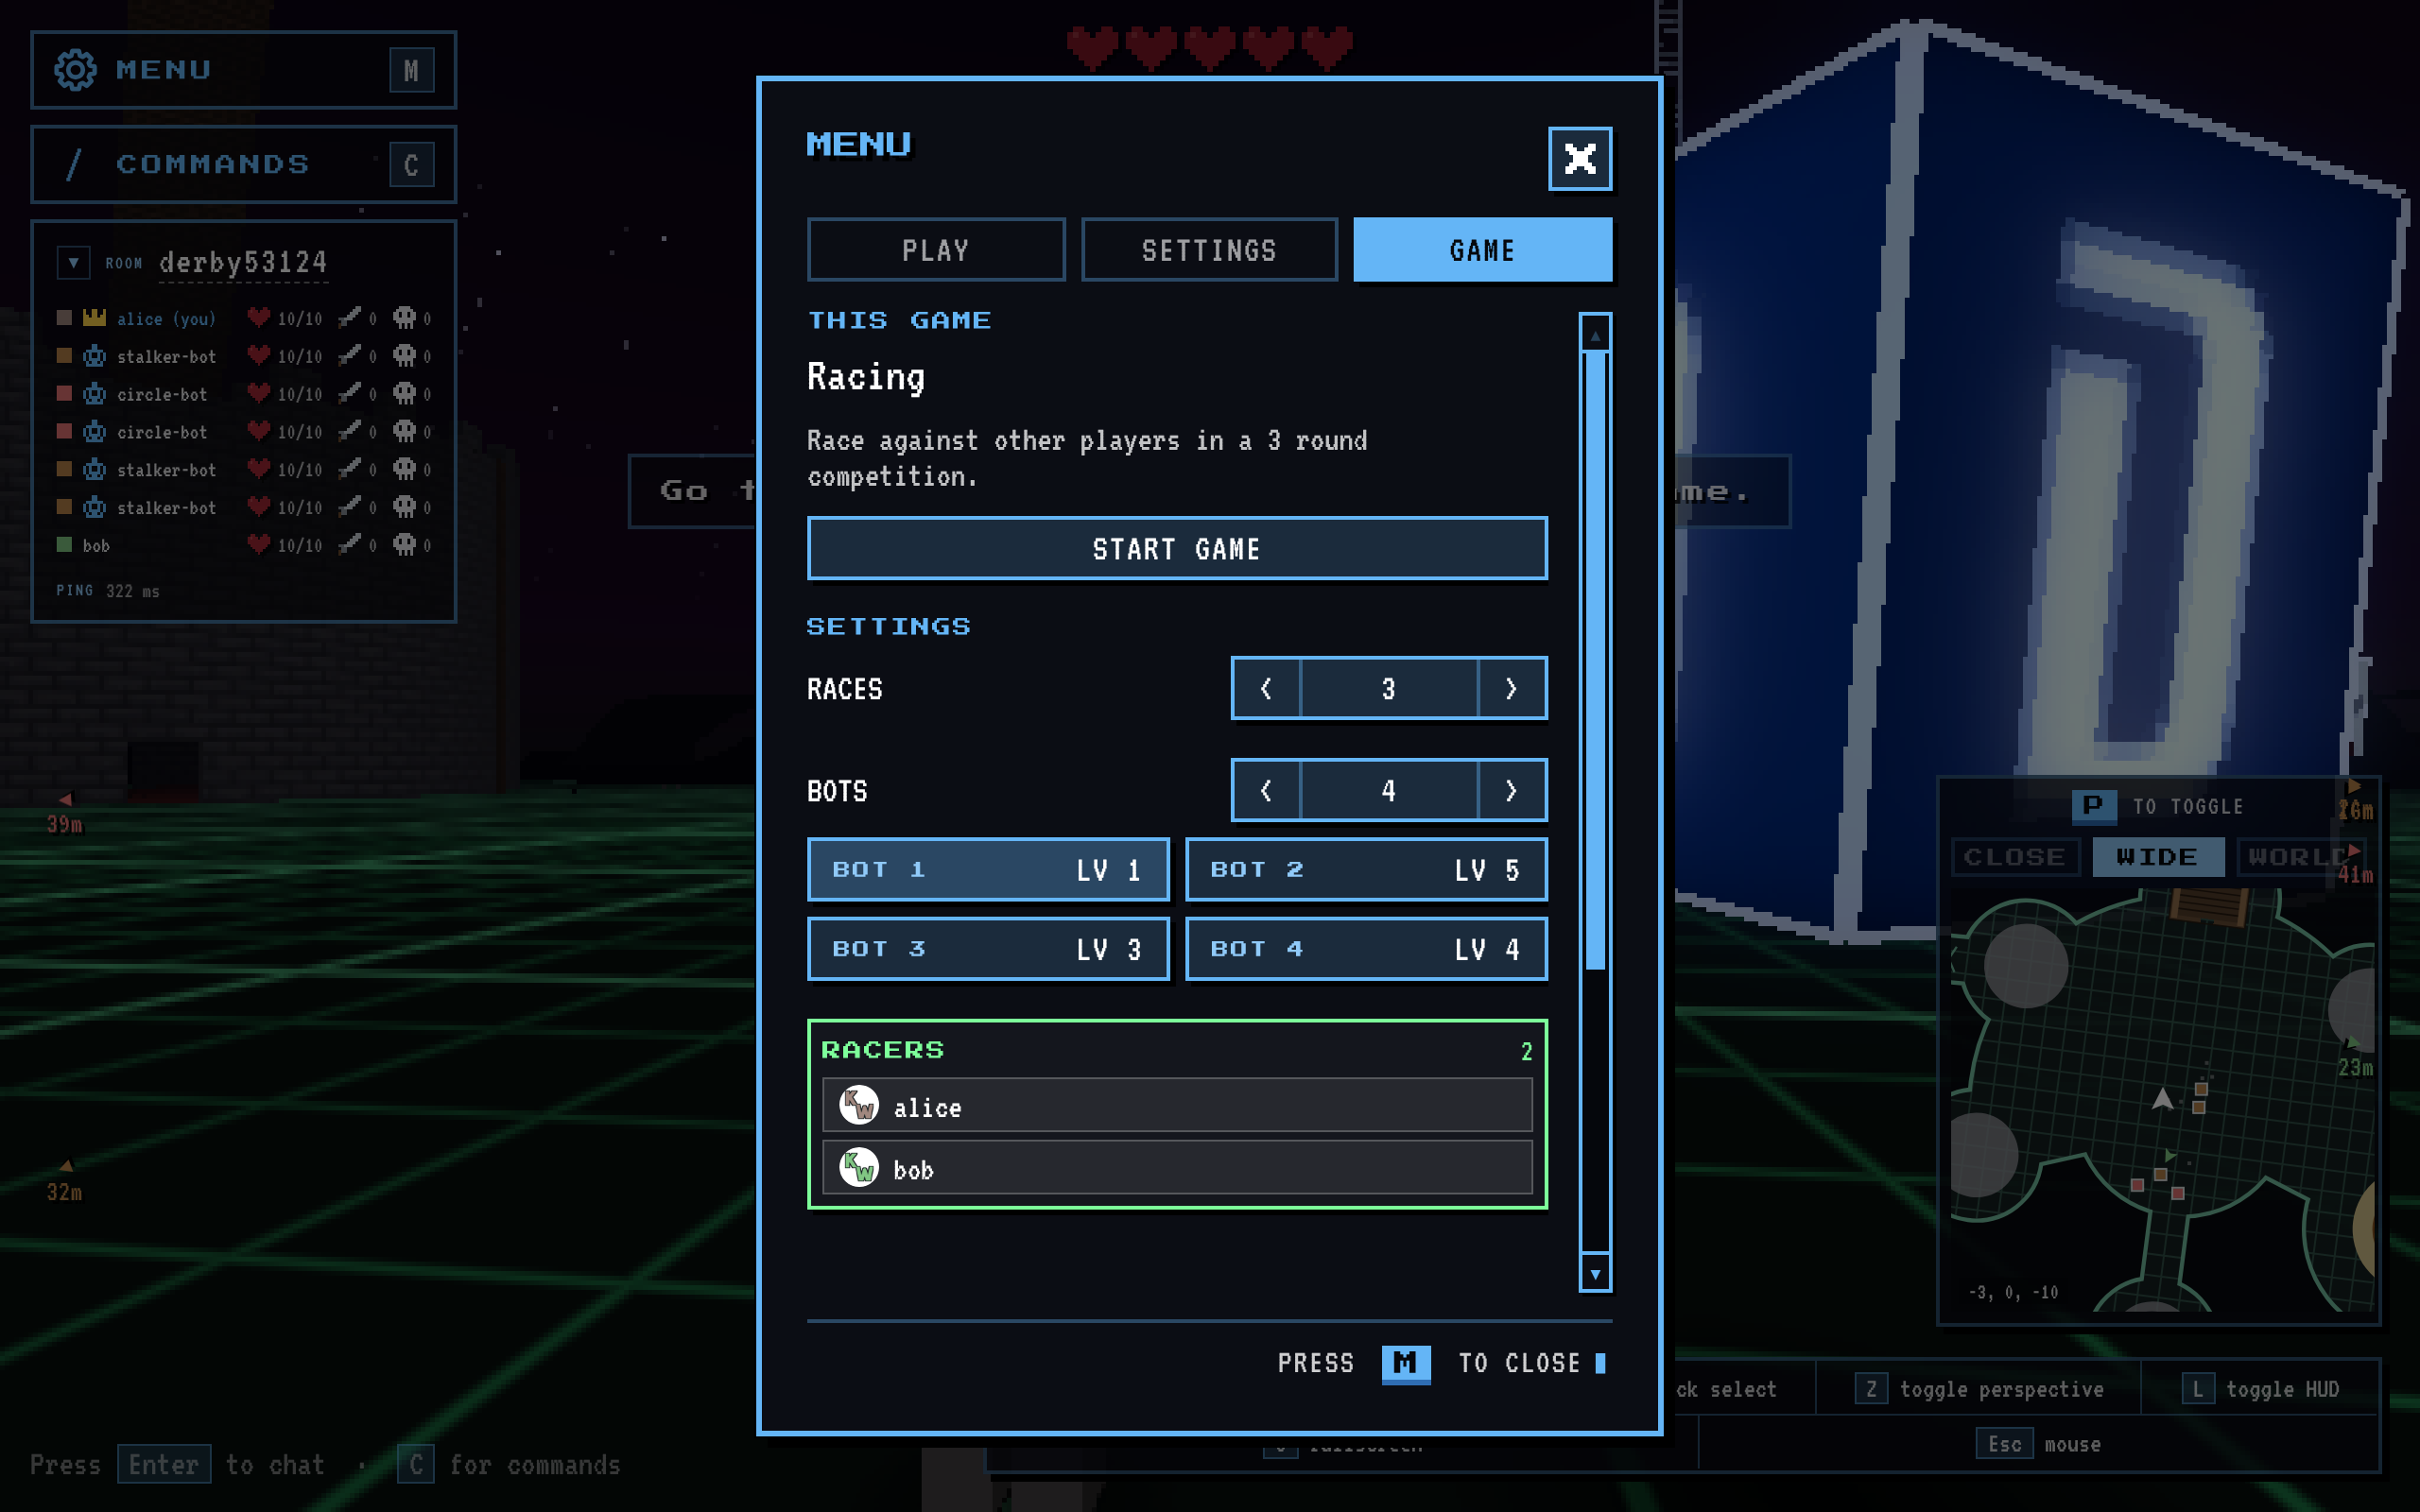 MENU M
/ COMMANDS C
ROOM derby53124
alice (you) 10/10 0 0
stalker-bot 10/10 0 0
circle-bot 10/10 0 0
circle-bot 10/10 0 0
stalker-bot 10/10 0 0
stalker-bot 10/10 0 0
bob 10/10 0 0
PING 322 ms
39m
32m
Go
me.
MENU
PLAY SETTINGS GAME
THIS GAME
Racing
Race against other players in a 3 round
competition.
START GAME
SETTINGS
RACES 3
BOTS 4
BOT 1 LV 1
BOT 2 LV 5
BOT 3 LV 3
BOT 4 LV 4
RACERS 2
KW alice
KW bob
PRESS M TO CLOSE
P TO TOGGLE
CLOSE WIDE WORLD
41m
23m
-3, 0, -10
ck select
Z toggle perspective
L toggle HUD
Esc mouse
Press Enter to chat · C for commands